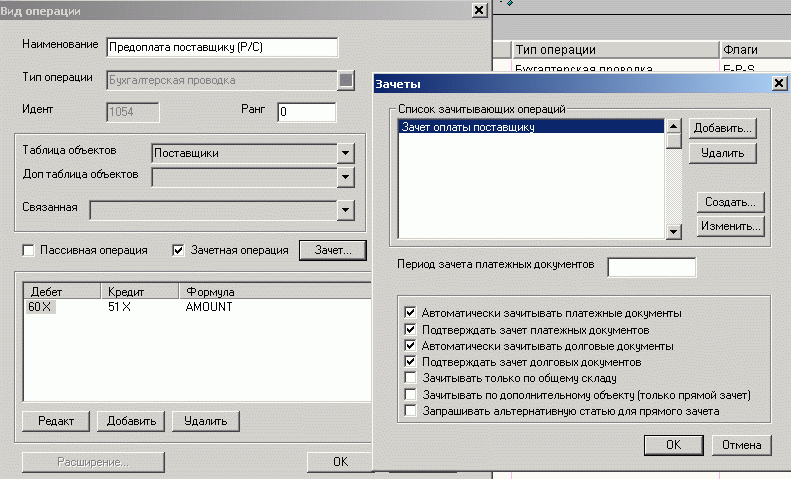 Вид операции
Наименование Предоплата поставщику (Р/С)
Тип операции Бухгалтерская проводка
Идент 1054 Ранг 0
Таблица объектов Поставщики
Доп таблица объектов
Связанная
Пассивная операция Зачетная операция Зачет...
Дебет Кредит Формула
60X 51X AMOUNT
Редакт Добавить Удалить
Расширение... OK
Тип операции Флаги
Бухгалтерская проводка E-P-S
Зачеты
Список зачитывающих операций
Зачет оплаты поставщику
Добавить...
Удалить
Создать...
Изменить...
Период зачета платежных документов
Автоматически зачитывать платежные документы
Подтверждать зачет платежных документов
Автоматически зачитывать долговые документы
Подтверждать зачет долговых документов
Зачитывать только по общему складу
Зачитывать по дополнительному объекту (только прямой зачет)
Запрашивать альтернативную статью для прямого зачета
OK Отмена